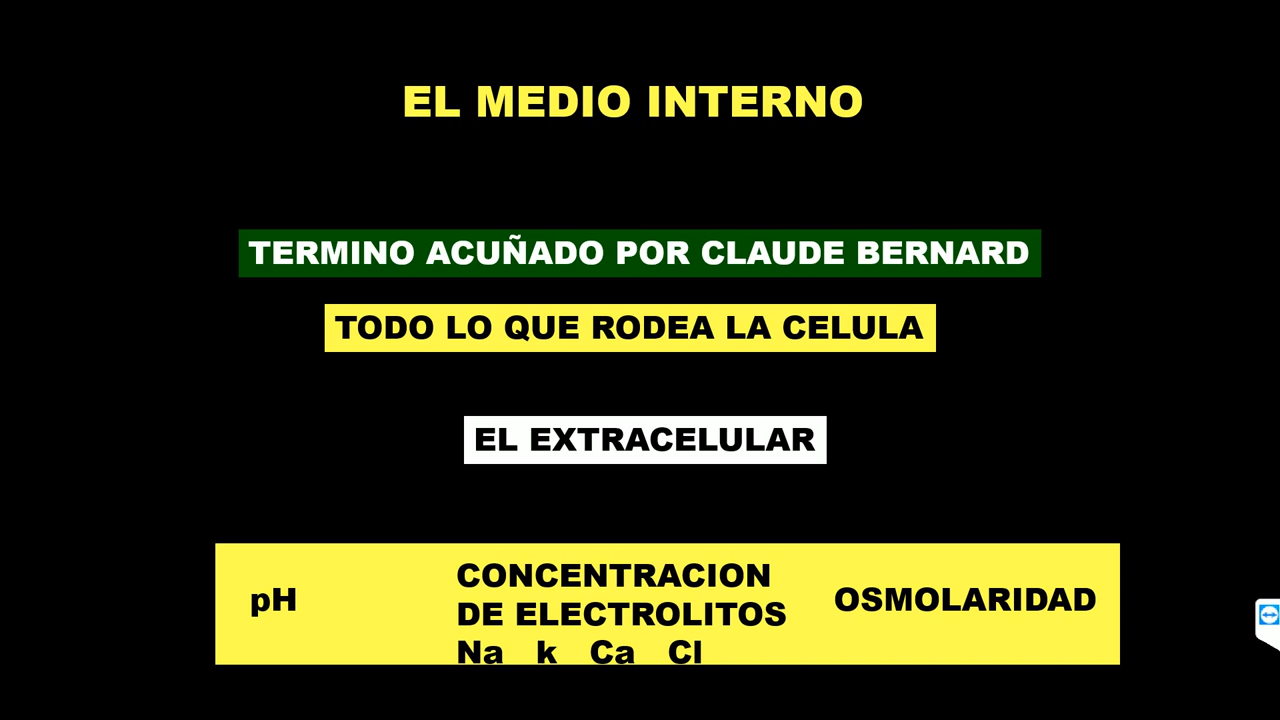 EL MEDIO INTERNO
TERMINO ACUÑADO POR CLAUDE BERNARD
TODO LO QUE RODEA LA CELULA
EL EXTRACELULAR
pH
CONCENTRACION
DE ELECTROLITOS
Na k Ca Cl
OSMOLARIDAD